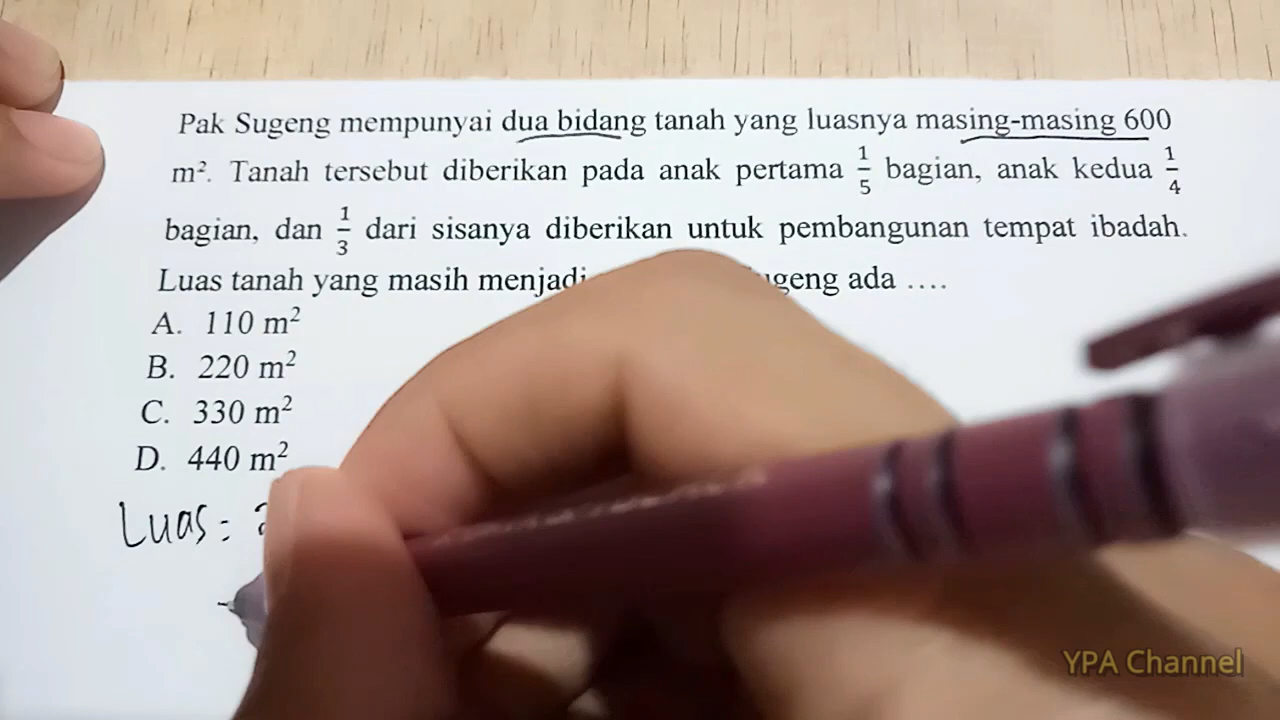 Pak Sugeng mempunyai dua bidang tanah yang luasnya masing-masing 600
m². Tanah tersebut diberikan pada anak pertama 1/5 bagian, anak kedua 1/4
bagian, dan 1/3 dari sisanya diberikan untuk pembangunan tempat ibadah.
Luas tanah yang masih ada ....
A. 110 m²
B. 220 m²
C. 330 m²
D. 440 m²
Luas =
YPA Channel